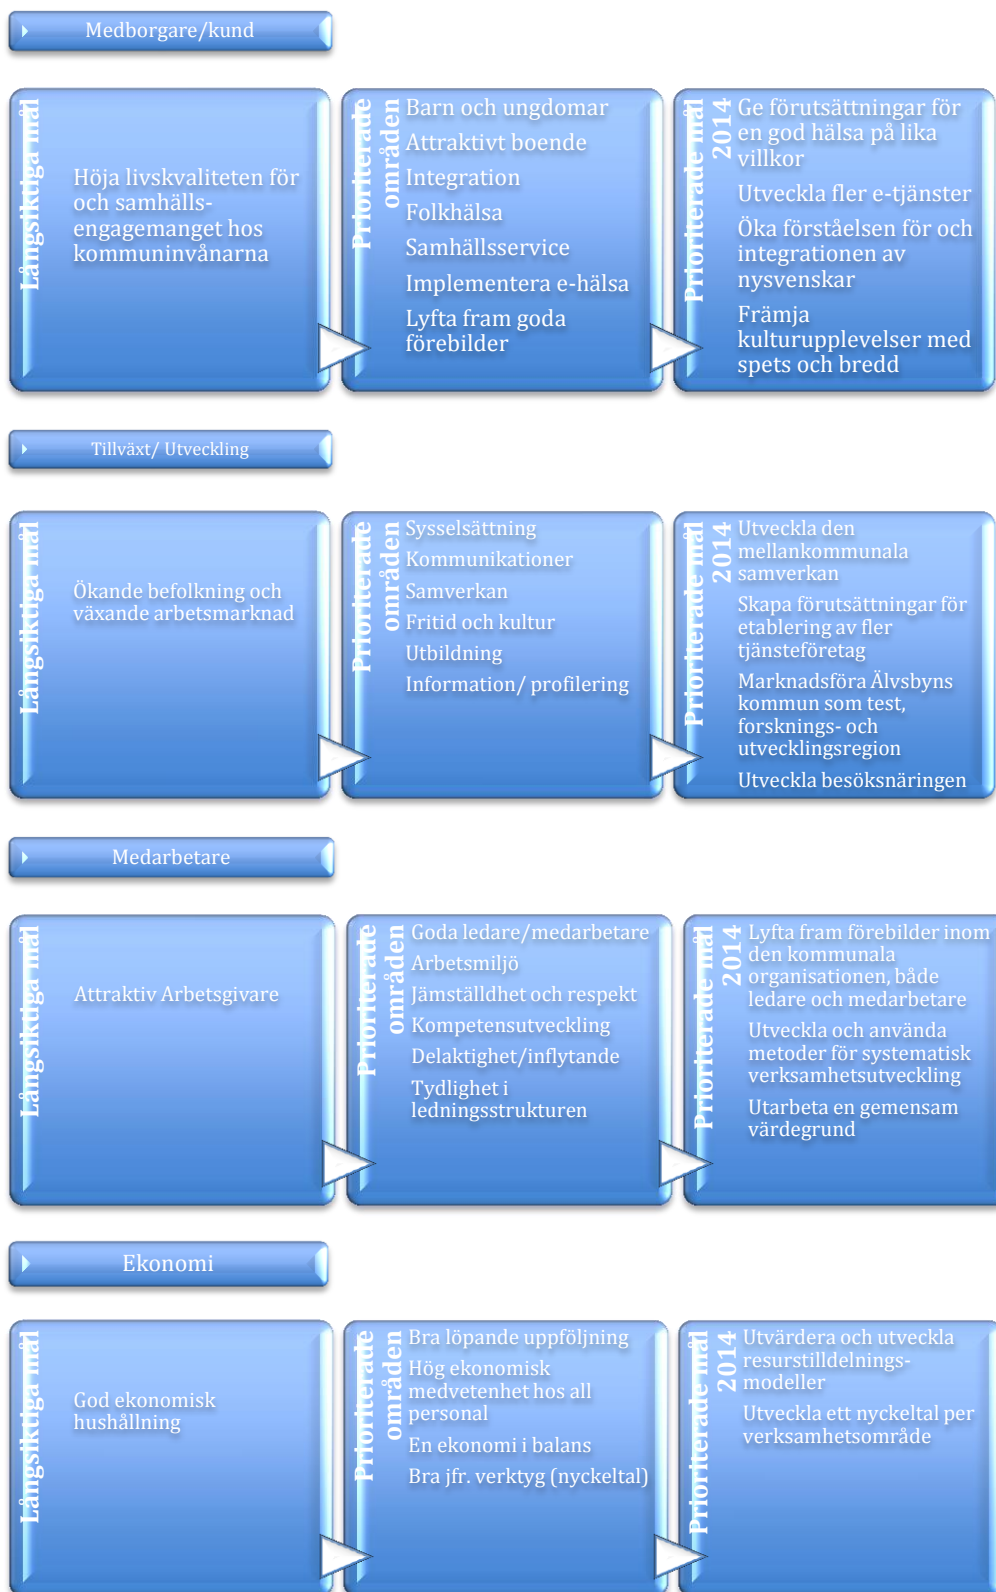 Medborgare/kund
Långsiktiga mål
Höja livskvaliteten för
och samhälls-
engagemanget hos
kommuninvånarna
Prioriterade
områden
Barn och ungdomar
Attraktivt boende
Integration
Folkhälsa
Samhällsservice
Implementera e-hälsa
Lyfta fram goda
förebilder
Prioriterade mål
2014
Ge förutsättningar för
en god hälsa på lika
villkor
Utveckla fler e-tjänster
Öka förståelsen för och
integrationen av
nysvenskar
Främja
kulturupplevelser med
spets och bredd
Tillväxt/ Utveckling
Långsiktiga mål
Ökande befolkning och
växande arbetsmarknad
Prioriterade
områden
Sysselsättning
Kommunikationer
Samverkan
Fritid och kultur
Utbildning
Information/ profilering
Prioriterade mål
2014
Utveckla den
mellankommunala
samverkan
Skapa förutsättningar för
etablering av fler
tjänsteföretag
Marknadsföra Älvsbyns
kommun som test,
forsknings- och
utvecklingsregion
Utveckla besöksnäringen
Medarbetare
Långsiktiga mål
Attraktiv Arbetsgivare
Prioriterade
områden
Goda ledare/medarbetare
Arbetsmiljö
Jämställdhet och respekt
Kompetensutveckling
Delaktighet/inflytande
Tydlighet i
ledningsstrukturen
Prioriterade mål
2014
Lyfta fram förebilder inom
den kommunala
organisationen, både
ledare och medarbetare
Utveckla och använda
metoder för systematisk
verksamhetsutveckling
Utarbeta en gemensam
värdegrund
Ekonomi
Långsiktiga mål
God ekonomisk
hushållning
Prioriterade
områden
Bra löpande uppföljning
Hög ekonomisk
medvetenhet hos all
personal
En ekonomi i balans
Bra jfr. verktyg (nyckeltal)
Prioriterade mål
2014
Utvärdera och utveckla
resurstilldelnings-
modeller
Utveckla ett nyckeltal per
verksamhetsområde